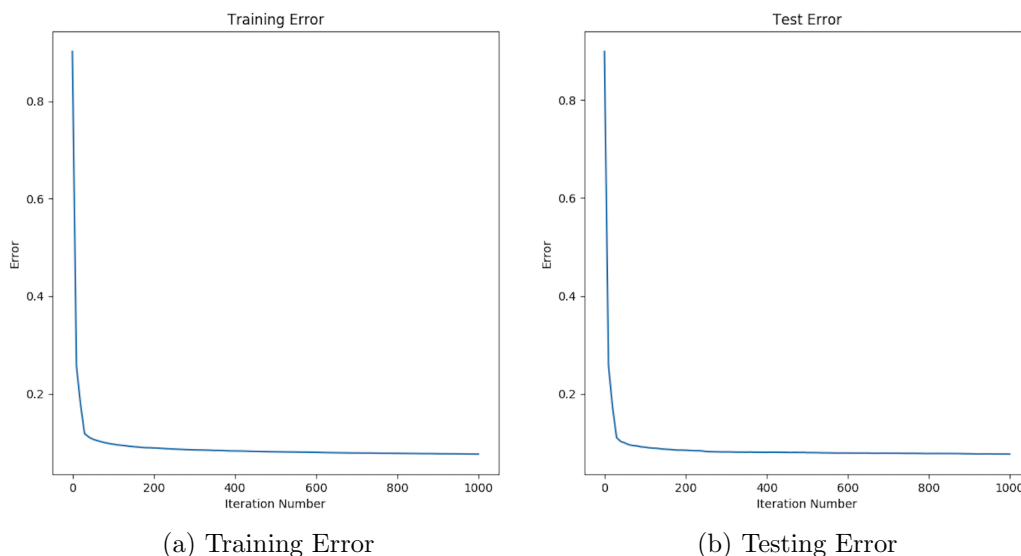 Training Error
0.8
0.6
0.4
0.2
Error
0
200
400
600
800
1000
Iteration Number
(a) Training Error
Test Error
0.8
0.6
0.4
0.2
Error
0
200
400
600
800
1000
Iteration Number
(b) Testing Error